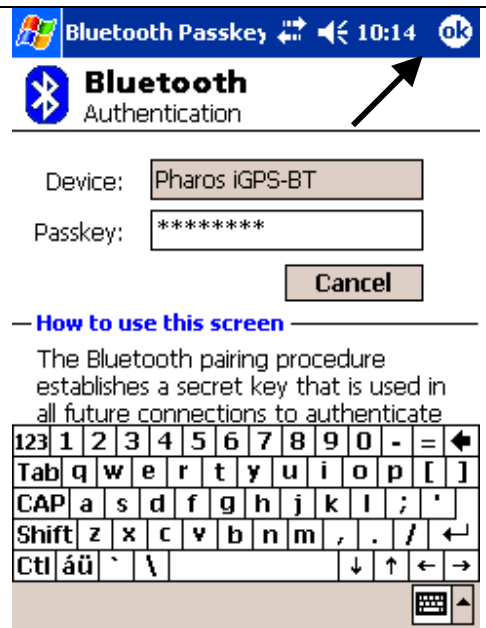 Bluetooth Passkey 10:14 ok
Bluetooth
Authentication
Device: Pharos iGPS-BT
Passkey: ********
Cancel
How to use this screen
The Bluetooth pairing procedure
establishes a secret key that is used in
all future connections to authenticate
123 1 2 3 4 5 6 7 8 9 0 - = 🡄
Tab q w e r t y u i o p [ ]
CAP a s d f g h j k l ; '
Shift z x c v b n m , . / ↵
Ctl áü ` \ ↓ ↑ ← →